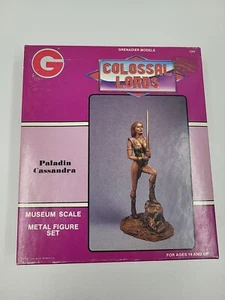 GRENADIER MODELS
G
COLOSSAL
LORDS
Paladin
Cassandra
MUSEUM SCALE
METAL FIGURE
SET
FOR AGES 14 AND UP